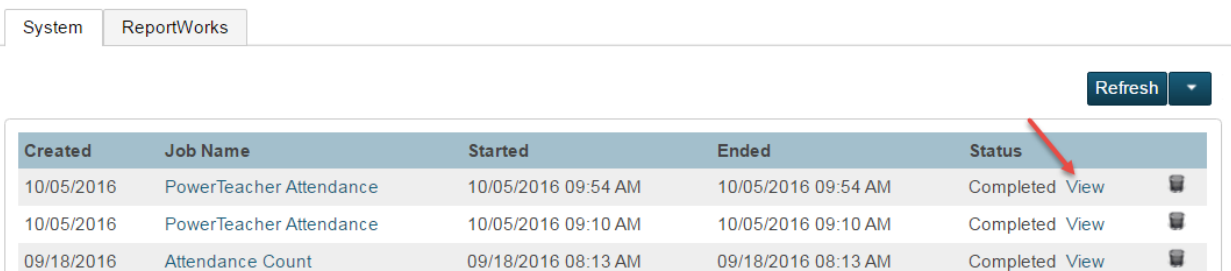 System ReportWorks
Refresh
Created Job Name Started Ended Status
10/05/2016 PowerTeacher Attendance 10/05/2016 09:54 AM 10/05/2016 09:54 AM Completed View
10/05/2016 PowerTeacher Attendance 10/05/2016 09:10 AM 10/05/2016 09:10 AM Completed View
09/18/2016 Attendance Count 09/18/2016 08:13 AM 09/18/2016 08:13 AM Completed View